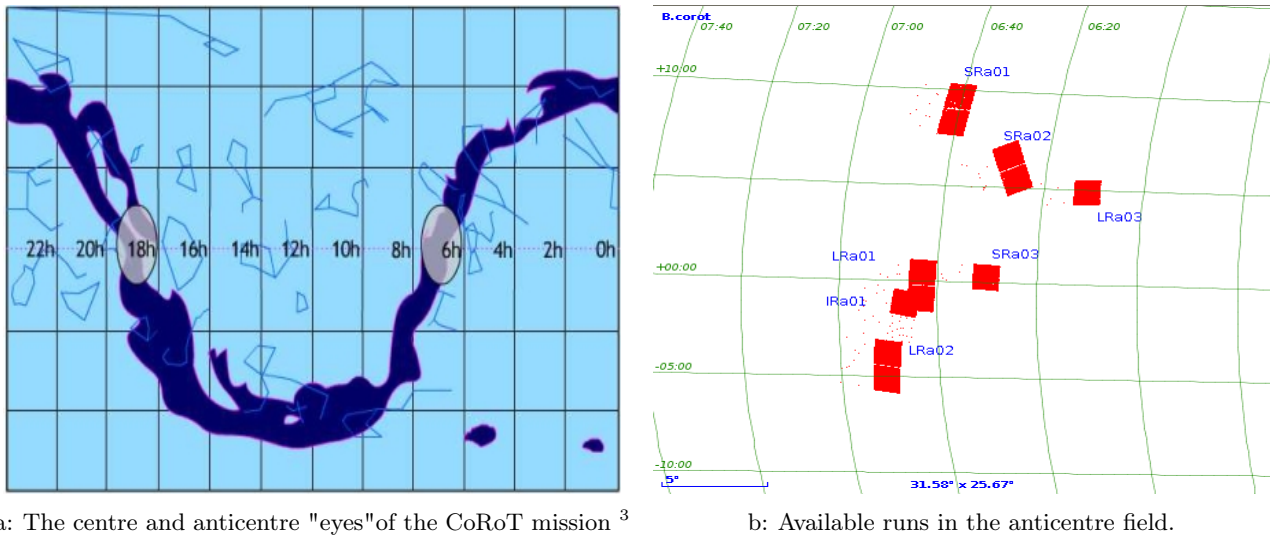 22h 20h 18h 16h 14h 12h 10h 8h 6h 4h 2h 0h
a: The centre and anticentre "eyes"of the CoRoT mission 3
B.corot
07:40 07:20 07:00 06:40 06:20
+10:00
SRa01
SRa02
LRa03
LRa01
SRa03
+00:00
IRa01
LRa02
-05:00
-10:00
5°
31.58° x 25.67°
b: Available runs in the anticentre field.